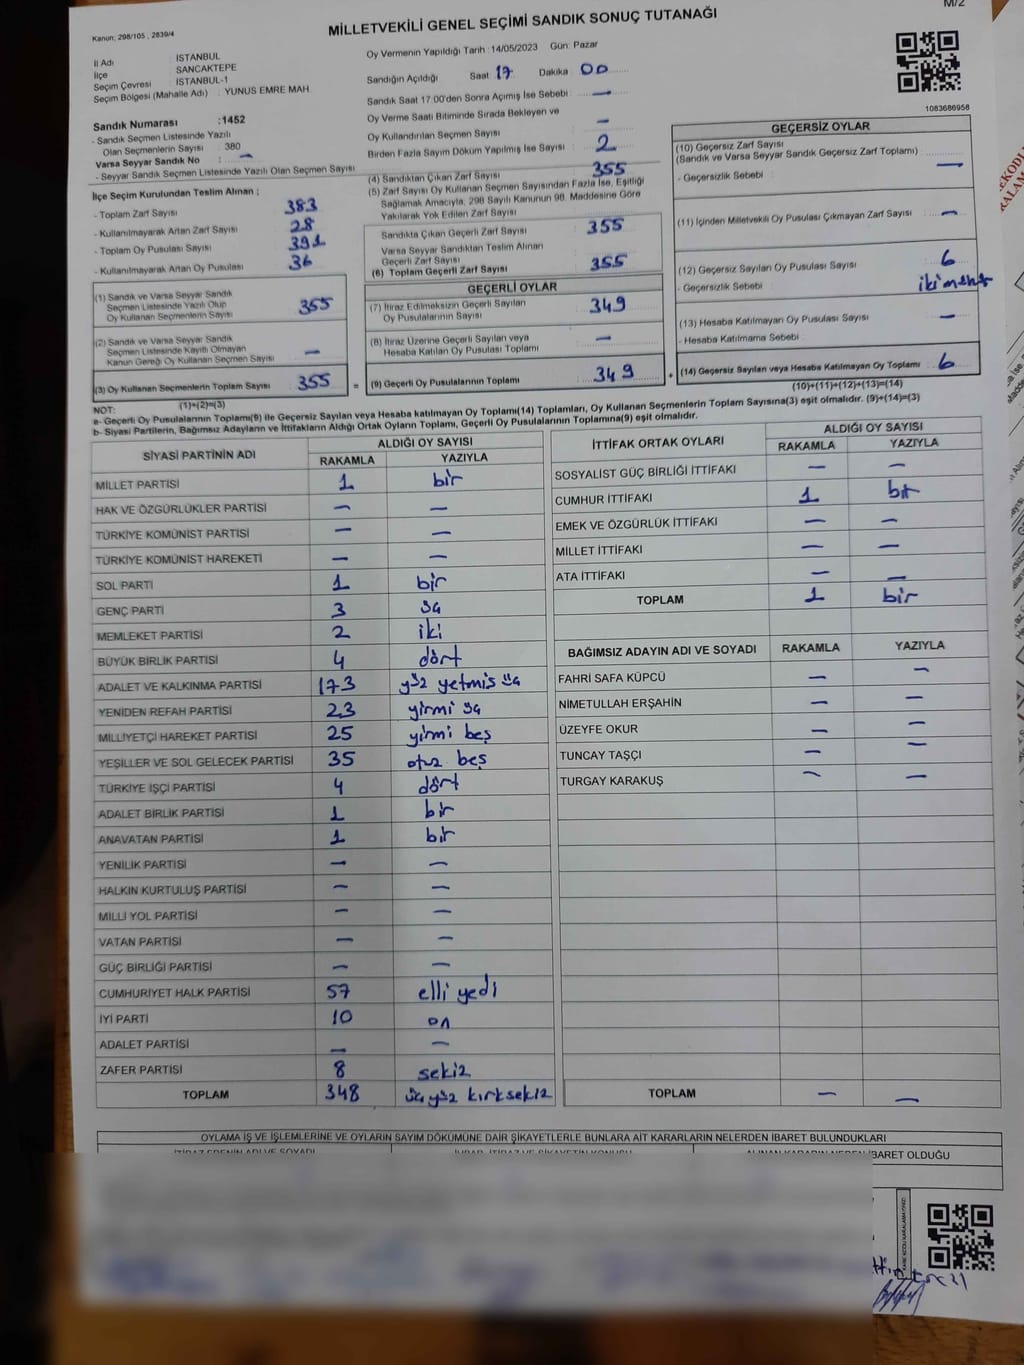 M/2
Kanun: 298/105 , 2839/4
MİLLETVEKİLİ GENEL SEÇİMİ SANDIK SONUÇ TUTANAĞI
İl Adı : İSTANBUL
İlçe : SANCAKTEPE
Seçim Çevresi : İSTANBUL-1
Seçim Bölgesi (Mahalle Adı) : YUNUS EMRE MAH.
Sandık Numarası :1452
- Sandık Seçmen Listesinde Yazılı
Olan Seçmenlerin Sayısı : 380
Varsa Seyyar Sandık No : —
- Seyyar Sandık Seçmen Listesinde Yazılı Olan Seçmen Sayısı
İlçe Seçim Kurulundan Teslim Alınan ;
- Toplam Zarf Sayısı 383
- Kullanılmayarak Artan Zarf Sayısı 28
- Toplam Oy Pusulası Sayısı 391
- Kullanılmayarak Artan Oy Pusulası 36
(1) Sandık ve Varsa Seyyar Sandık
Seçmen Listesinde Yazılı Olup
Oy Kullanan Seçmenlerin Sayısı 355
(2) Sandık ve Varsa Seyyar Sandık
Seçmen Listesinde Kayıtlı Olmayan
Kanun Gereği Oy Kullanan Seçmen Sayısı —
(3) Oy Kullanan Seçmenlerin Toplam Sayısı 355 =
(1)+(2)=(3)
Oy Vermenin Yapıldığı Tarih :14/05/2023 Gün: Pazar
Sandığın Açıldığı Saat 17 Dakika 00
Sandık Saat 17:00'den Sonra Açımış İse Sebebi : —
Oy Verme Saati Bitiminde Sırada Bekleyen ve
Oy Kullandırılan Seçmen Sayısı : —
Birden Fazla Sayım Döküm Yapılmış İse Sayısı : 2
(4) Sandıktan Çıkan Zarf Sayısı : 355
(5) Zarf Sayısı Oy Kullanan Seçmen Sayısından Fazla İse, Eşitliği
Sağlamak Amacıyla, 298 Sayılı Kanunun 98. Maddesine Göre
Yakılarak Yok Edilen Zarf Sayısı :
Sandıkta Çıkan Geçerli Zarf Sayısı : 355
Varsa Seyyar Sandıktan Teslim Alınan
Geçerli Zarf Sayısı :
(6) Toplam Geçerli Zarf Sayısı : 355
GEÇERLİ OYLAR
(7) İtiraz Edilmeksizin Geçerli Sayılan
Oy Pusulalarının Sayısı : 349
(8) İtiraz Üzerine Geçerli Sayılan veya
Hesaba Katılan Oy Pusulası Toplamı : —
(9) Geçerli Oy Pusulalarının Toplamı : 349 +
1083686958
GEÇERSİZ OYLAR
(10) Geçersiz Zarf Sayısı
(Sandık ve Varsa Seyyar Sandık Geçersiz Zarf Toplamı) : —
- Geçersizlik Sebebi :
(11) İçinden Milletvekili Oy Pusulası Çıkmayan Zarf Sayısı : —
(12) Geçersiz Sayılan Oy Pusulası Sayısı : 6
- Geçersizlik Sebebi :
(13) Hesaba Katılmayan Oy Pusulası Sayısı : —
- Hesaba Katılmama Sebebi :
(14) Geçersiz Sayılan veya Hesaba Katılmayan Oy Toplamı : 6
(10)+(11)+(12)+(13)=(14)
NOT:
a- Geçerli Oy Pusulalarının Toplamı(9) ile Geçersiz Sayılan veya Hesaba katılmayan Oy Toplamı(14) Toplamları, Oy Kullanan Seçmenlerin Toplam Sayısına(3) eşit olmalıdır. (9)+(14)=(3)
b- Siyasi Partilerin, Bağımsız Adayların ve İttifakların Aldığı Ortak Oyların Toplamı, Geçerli Oy Pusulalarının Toplamına(9) eşit olmalıdır.
SİYASİ PARTİNİN ADI ALDIĞI OY SAYISI
RAKAMLA YAZIYLA
MİLLET PARTİSİ 1 bir
HAK VE ÖZGÜRLÜKLER PARTİSİ — —
TÜRKİYE KOMÜNİST PARTİSİ — —
TÜRKİYE KOMÜNİST HAREKETİ — —
SOL PARTİ 1 bir
GENÇ PARTİ 3 üç
MEMLEKET PARTİSİ 2 iki
BÜYÜK BİRLİK PARTİSİ 4 dört
ADALET VE KALKINMA PARTİSİ 173 yüz yetmiş üç
YENİDEN REFAH PARTİSİ 23 yirmi üç
MİLLİYETÇİ HAREKET PARTİSİ 25 yirmi beş
YEŞİLLER VE SOL GELECEK PARTİSİ 35 otuz beş
TÜRKİYE İŞÇİ PARTİSİ 4 dört
ADALET BİRLİK PARTİSİ 1 bir
ANAVATAN PARTİSİ 1 bir
YENİLİK PARTİSİ — —
HALKIN KURTULUŞ PARTİSİ — —
MİLLİ YOL PARTİSİ — —
VATAN PARTİSİ — —
GÜÇ BİRLİĞİ PARTİSİ — —
CUMHURİYET HALK PARTİSİ 57 elli yedi
İYİ PARTİ 10 on
ADALET PARTİSİ — —
ZAFER PARTİSİ 8 sekiz
TOPLAM 348 üç yüz kırksekiz
İTTİFAK ORTAK OYLARI ALDIĞI OY SAYISI
RAKAMLA YAZIYLA
SOSYALİST GÜÇ BİRLİĞİ İTTİFAKI — —
CUMHUR İTTİFAKI 1 bir
EMEK VE ÖZGÜRLÜK İTTİFAKI — —
MİLLET İTTİFAKI — —
ATA İTTİFAKI — —
TOPLAM 1 bir
BAĞIMSIZ ADAYIN ADI VE SOYADI RAKAMLA YAZIYLA
FAHRİ SAFA KÜPCÜ — —
NİMETULLAH ERŞAHİN — —
ÜZEYFE OKUR — —
TUNCAY TAŞÇI — —
TURGAY KARAKUŞ — —
TOPLAM — —
OYLAMA İŞ VE İŞLEMLERİNE VE OYLARIN SAYIM DÖKÜMÜNE DAİR ŞİKAYETLERLE BUNLARA AİT KARARLARIN NELERDEN İBARET BULUNDUKLARI
İBARET OLDUĞU